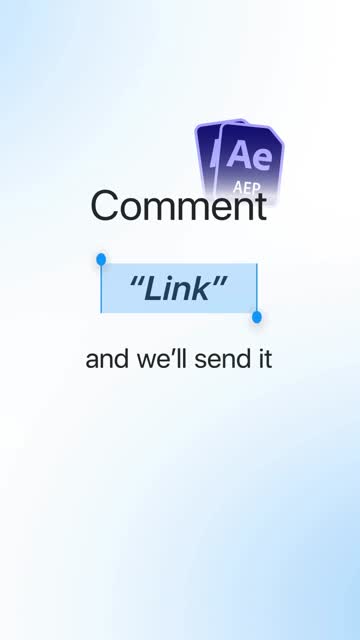 Ae
AEP
Comment
“Link”
and we’ll send it